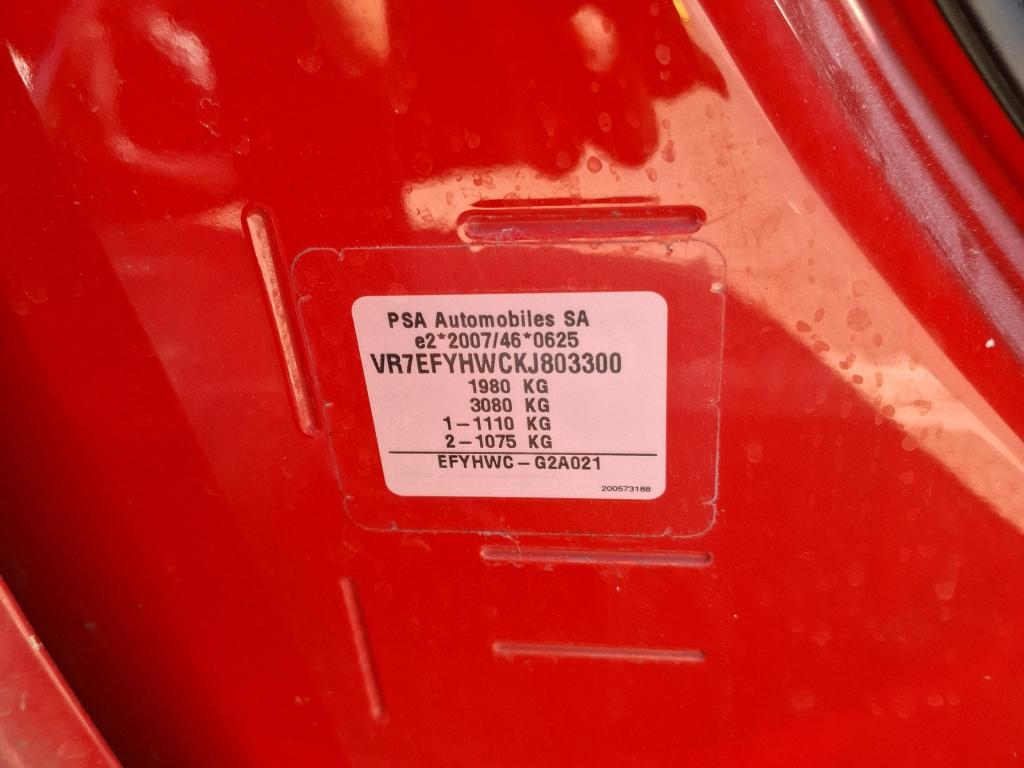 PSA Automobiles SA
e2*2007/46*0625
VR7EFYHWCKJ803300
1980 KG
3080 KG
1-1110 KG
2-1075 KG
EFYHWC-G2A021
200573188